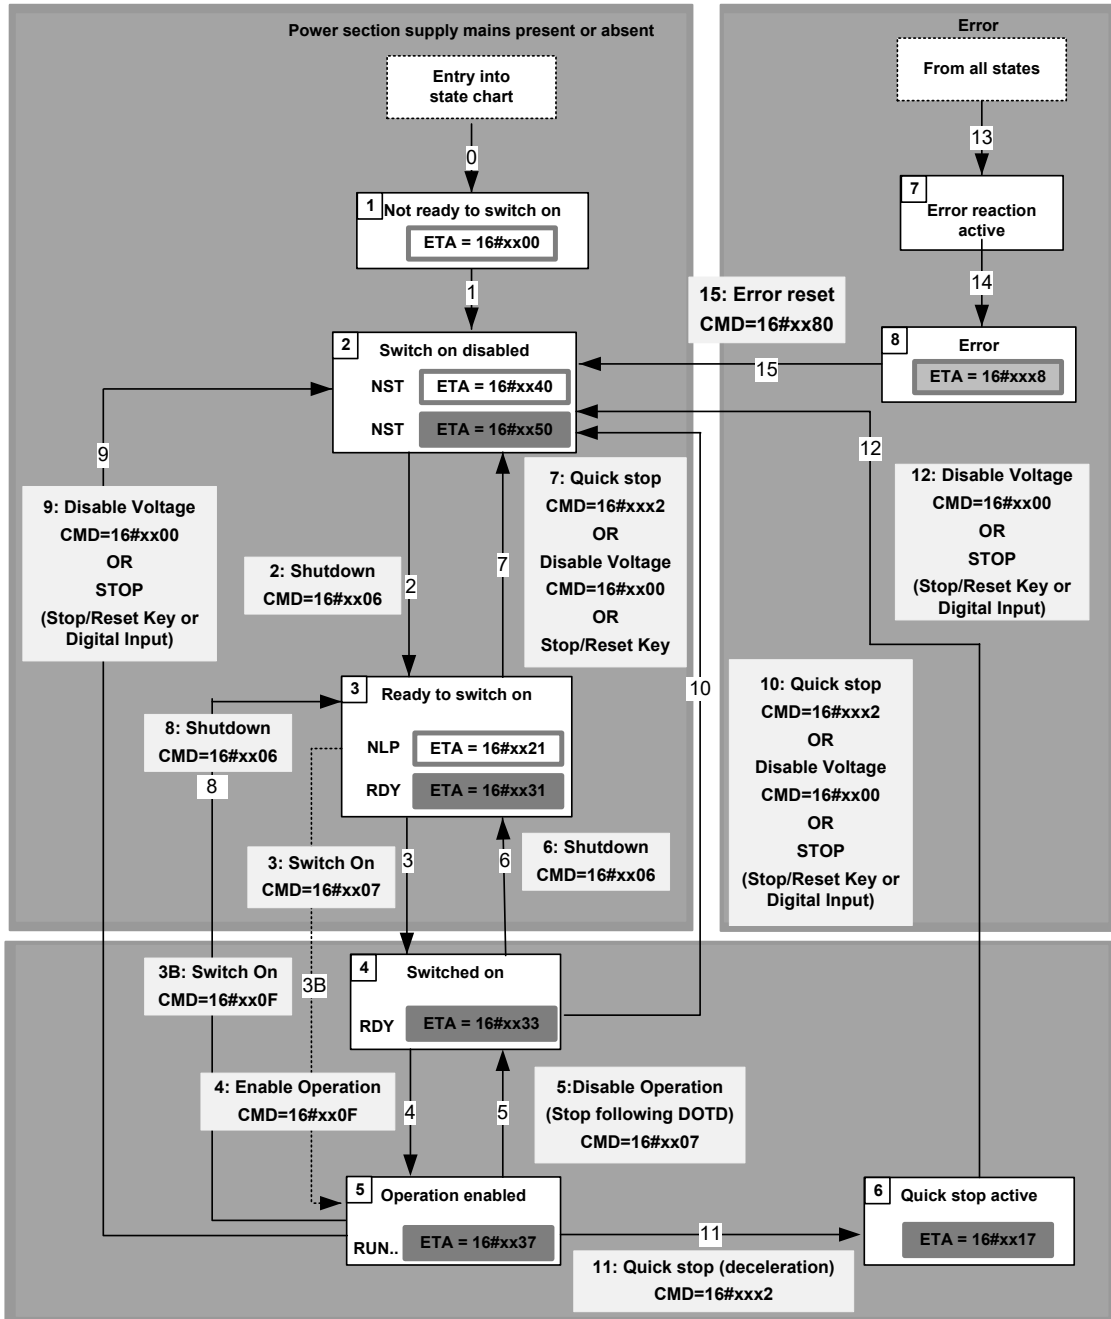 Power section supply mains present or absent
Entry into
state chart
0
1
Not ready to switch on
ETA = 16#xx00
1
2
Switch on disabled
NST
ETA = 16#xx40
NST
ETA = 16#xx50
9
9: Disable Voltage
CMD=16#xx00
OR
STOP
(Stop/Reset Key or
Digital Input)
2: Shutdown
CMD=16#xx06
2
7
7: Quick stop
CMD=16#xxx2
OR
Disable Voltage
CMD=16#xx00
OR
Stop/Reset Key
3
Ready to switch on
NLP
ETA = 16#xx21
RDY
ETA = 16#xx31
8: Shutdown
CMD=16#xx06
8
3: Switch On
CMD=16#xx07
3
6
6: Shutdown
CMD=16#xx06
Error
From all states
13
7
Error reaction
active
14
15: Error reset
CMD=16#xx80
8
Error
ETA = 16#xxx8
15
12
12: Disable Voltage
CMD=16#xx00
OR
STOP
(Stop/Reset Key or
Digital Input)
10
10: Quick stop
CMD=16#xxx2
OR
Disable Voltage
CMD=16#xx00
OR
STOP
(Stop/Reset Key or
Digital Input)
4
Switched on
RDY
ETA = 16#xx33
3B: Switch On
CMD=16#xx0F
3B
4: Enable Operation
CMD=16#xx0F
4
5
5:Disable Operation
(Stop following DOTD)
CMD=16#xx07
5
Operation enabled
RUN..
ETA = 16#xx37
11
11: Quick stop (deceleration)
CMD=16#xxx2
6
Quick stop active
ETA = 16#xx17